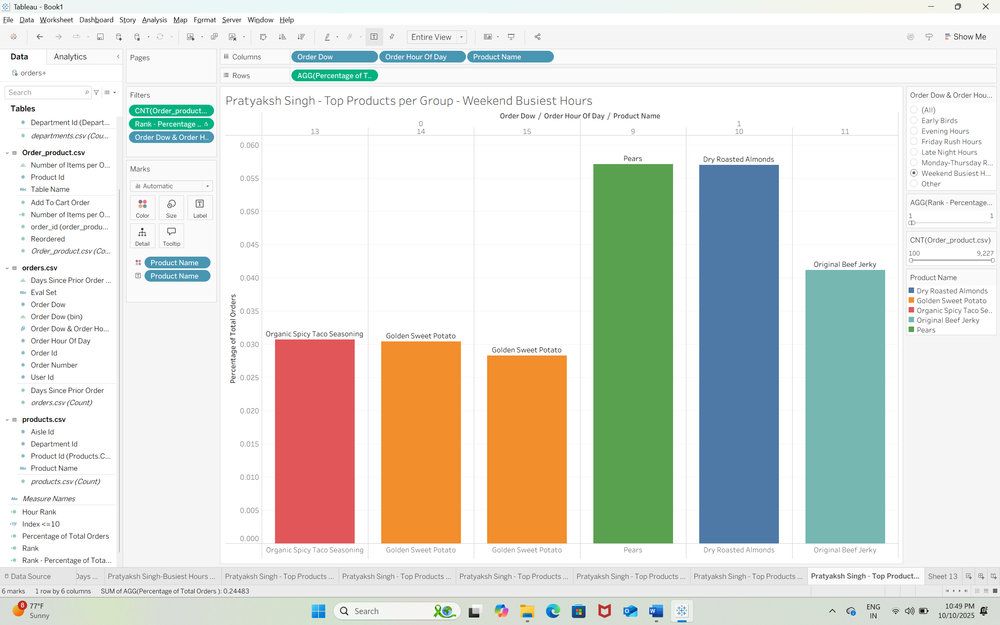 Tableau - Book1
File Data Worksheet Dashboard Story Analysis Map Format Server Window Help
Entire View
Show Me
Data
Analytics
orders+
Search
Tables
Department Id (Depart...
departments.csv (Cou...
Order_product.csv
Number of Items per O...
Product Id
Abc Table Name
Add To Cart Order
Number of Items per O...
order_id (order_produ...
Reordered
Order_product.csv (Co...
orders.csv
Days Since Prior Order ...
Abc Eval Set
Order Dow
Order Dow (bin)
Order Dow & Order Ho...
Order Hour Of Day
Order Id
Order Number
User Id
Days Since Prior Order
orders.csv (Count)
products.csv
Aisle Id
Department Id
Product Id (Products.C...
Abc Product Name
products.csv (Count)
Abc Measure Names
Hour Rank
=T|F Index <=10
Percentage of Total Orders
Rank
Rank - Percentage of Tota...
Pages
Filters
CNT(Order_product...
Rank - Percentage .. Δ
Order Dow & Order H..
Marks
Automatic
Color
Size
Label
Detail
Tooltip
Product Name
Product Name
Columns
Order Dow
Order Hour Of Day
Product Name
Rows
AGG(Percentage of T..
Pratyaksh Singh - Top Products per Group - Weekend Busiest Hours
Order Dow / Order Hour Of Day / Product Name
0 1
13 14 15 9 10 11
Percentage of Total Orders
0.060
0.055
0.050
0.045
0.040
0.035
0.030
0.025
0.020
0.015
0.010
0.005
0.000
Organic Spicy Taco Seasoning
Golden Sweet Potato
Golden Sweet Potato
Pears
Dry Roasted Almonds
Original Beef Jerky
Organic Spicy Taco Seasoning
Golden Sweet Potato
Golden Sweet Potato
Pears
Dry Roasted Almonds
Original Beef Jerky
Order Dow & Order Hou...
(All)
Early Birds
Evening Hours
Friday Rush Hours
Late Night Hours
Monday-Thursday R...
Weekend Busiest H...
Other
AGG(Rank - Percentage...
1 1
CNT(Order_product.csv)
100 9,227
Product Name
Dry Roasted Almonds
Golden Sweet Potato
Organic Spicy Taco Se..
Original Beef Jerky
Pears
Data Source
Days ...
Pratyaksh Singh-Busiest Hours ...
Pratyaksh Singh - Top Products ...
Pratyaksh Singh - Top Products ...
Pratyaksh Singh - Top Products ...
Pratyaksh Singh - Top Products ...
Pratyaksh Singh - Top Products ...
Pratyaksh Singh - Top Product...
Sheet 13
6 marks 1 row by 6 columns SUM of AGG(Percentage of Total Orders ): 0.24483
8
77°F
Sunny
Search
ENG
IN
10:49 PM
10/10/2025